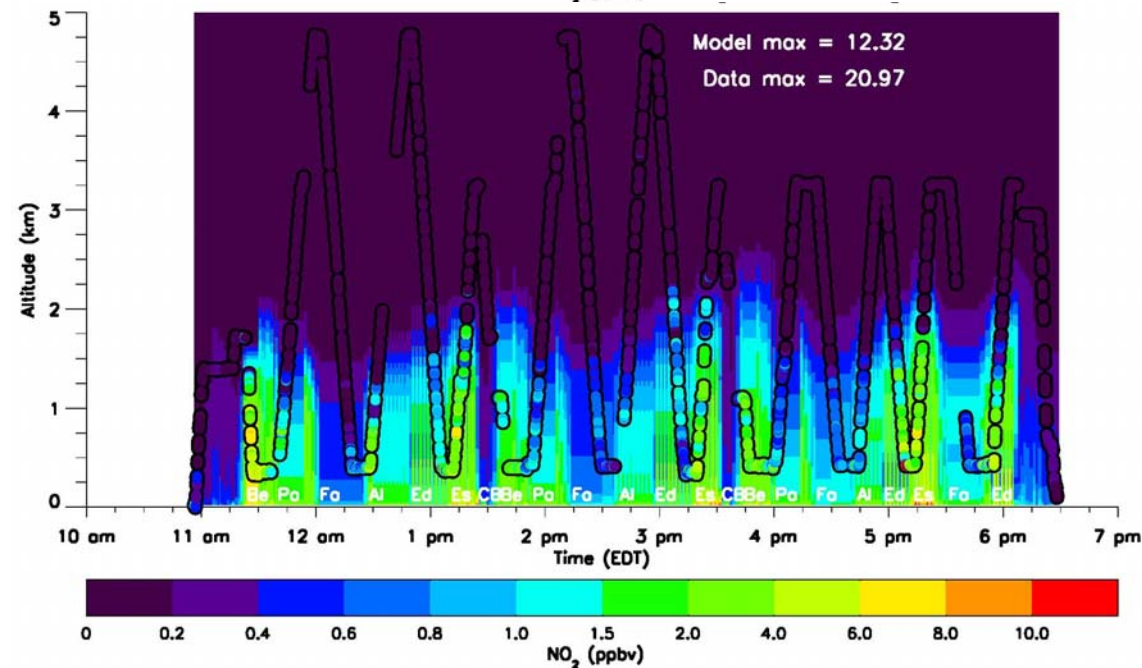 5
Model max = 12.32
Data max = 20.97
4
3
Altitude (km)
2
1
0
Be Pa Fa Al Ed Es CBBe Pa Fa Al Ed Es CBBe Pa Fa Al Ed Es Fa Ed
10 am 11 am 12 am 1 pm 2 pm 3 pm 4 pm 5 pm 6 pm 7 pm
Time (EDT)
0 0.2 0.4 0.6 0.8 1.0 1.5 2.0 4.0 6.0 8.0 10.0
NO2 (ppbv)